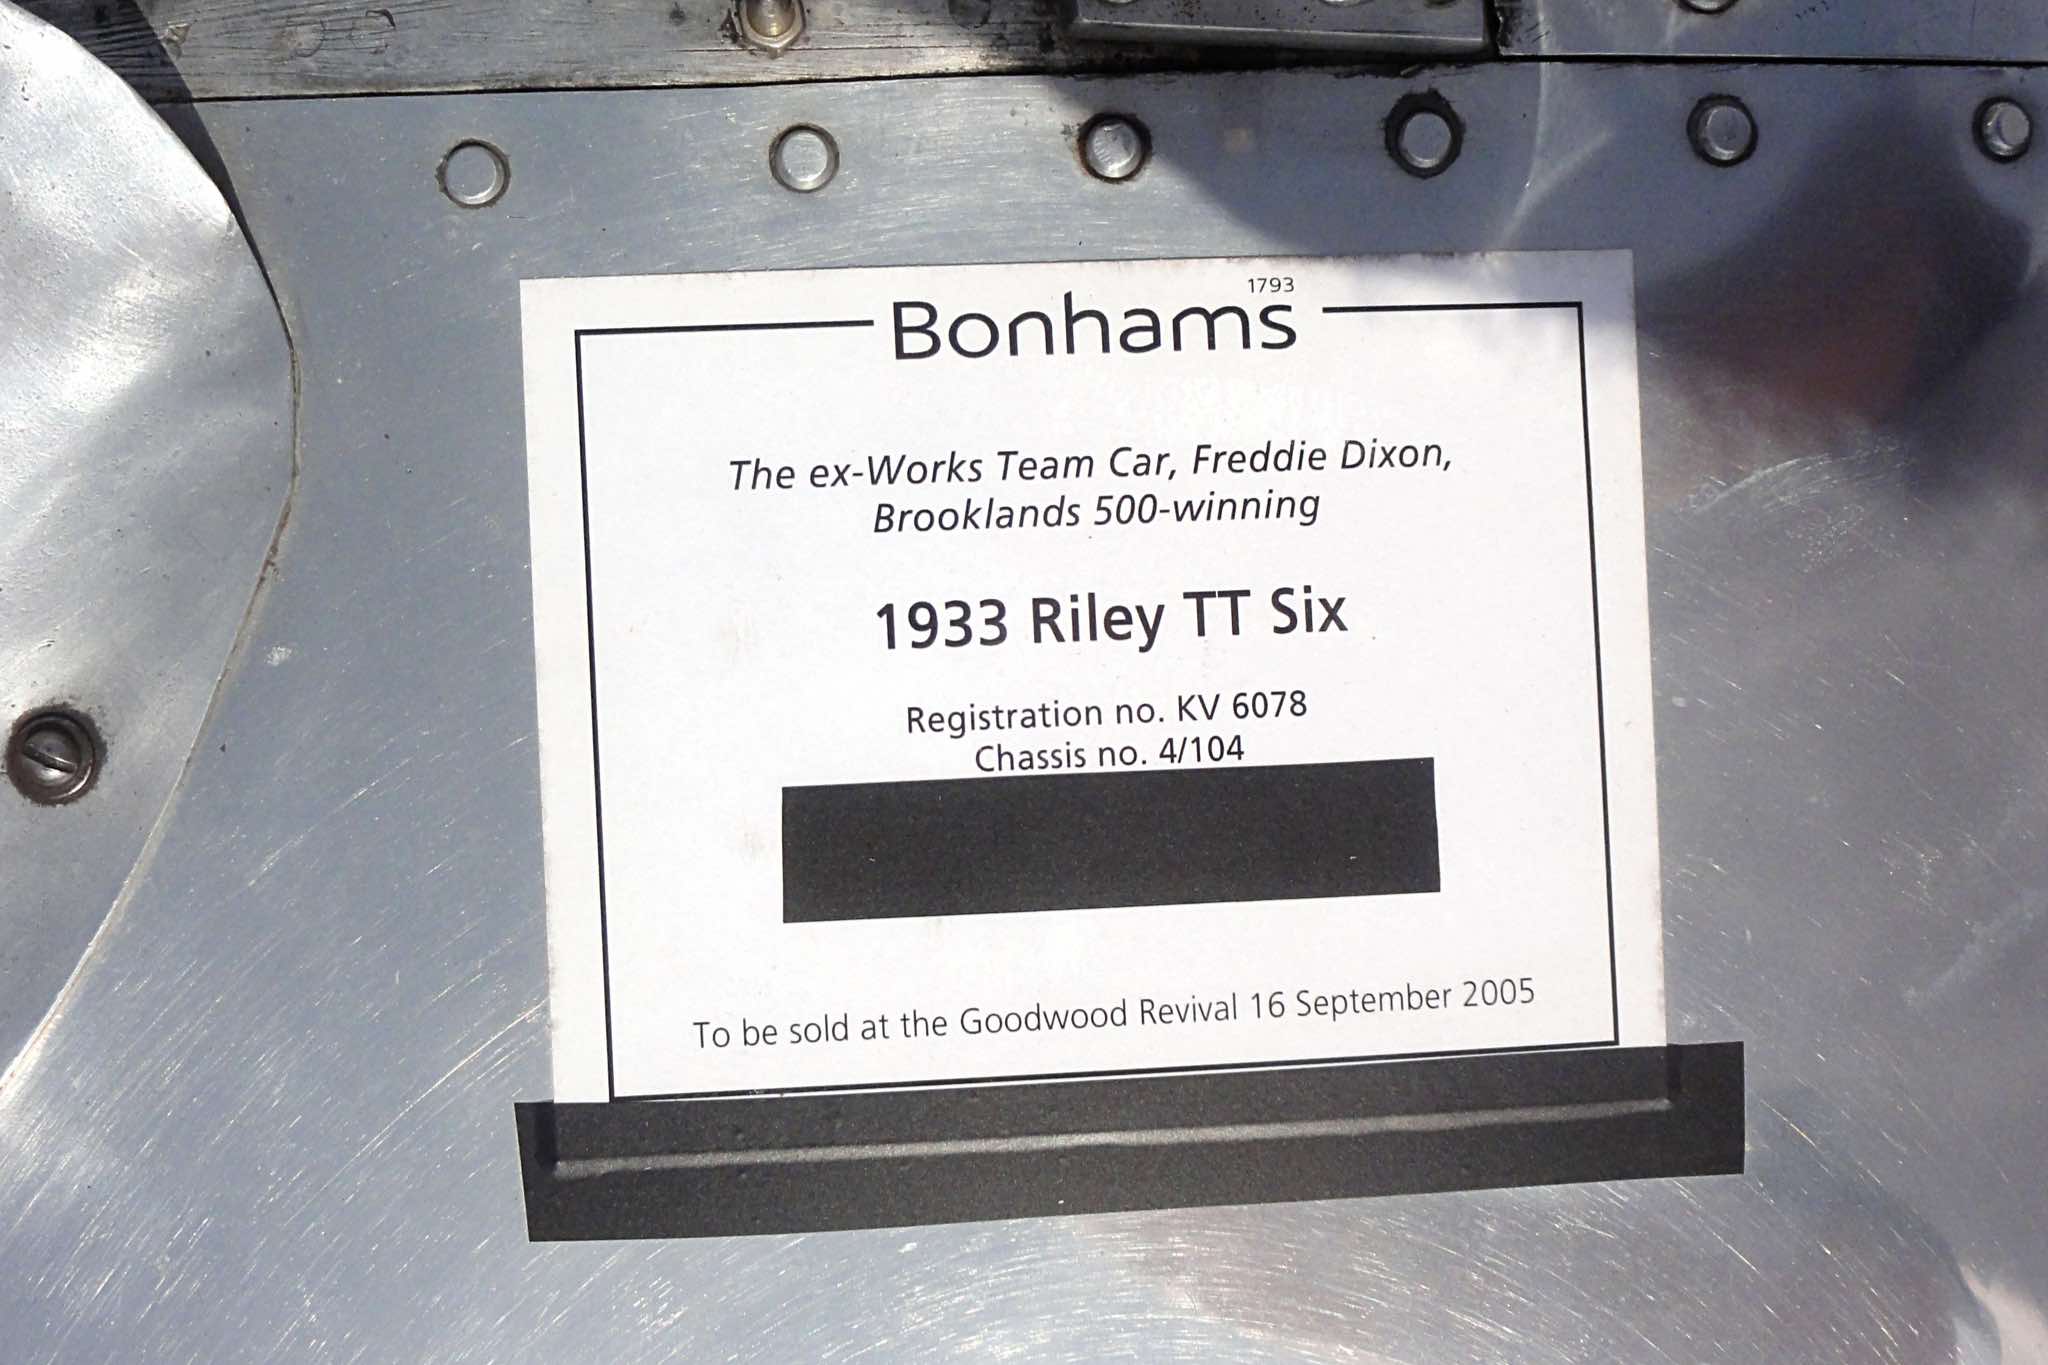 1793
Bonhams
The ex-Works Team Car, Freddie Dixon,
Brooklands 500-winning
1933 Riley TT Six
Registration no. KV 6078
Chassis no. 4/104
To be sold at the Goodwood Revival 16 September 2005